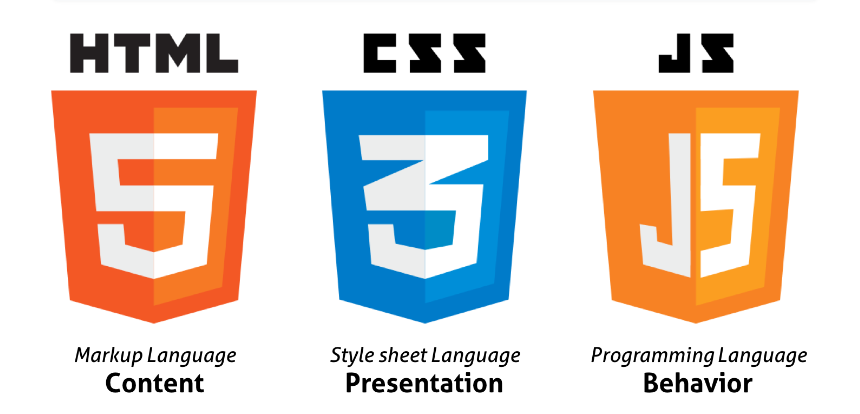 HTML CSS JS
5 3 JS
Markup Language Style sheet Language Programming Language
Content Presentation Behavior